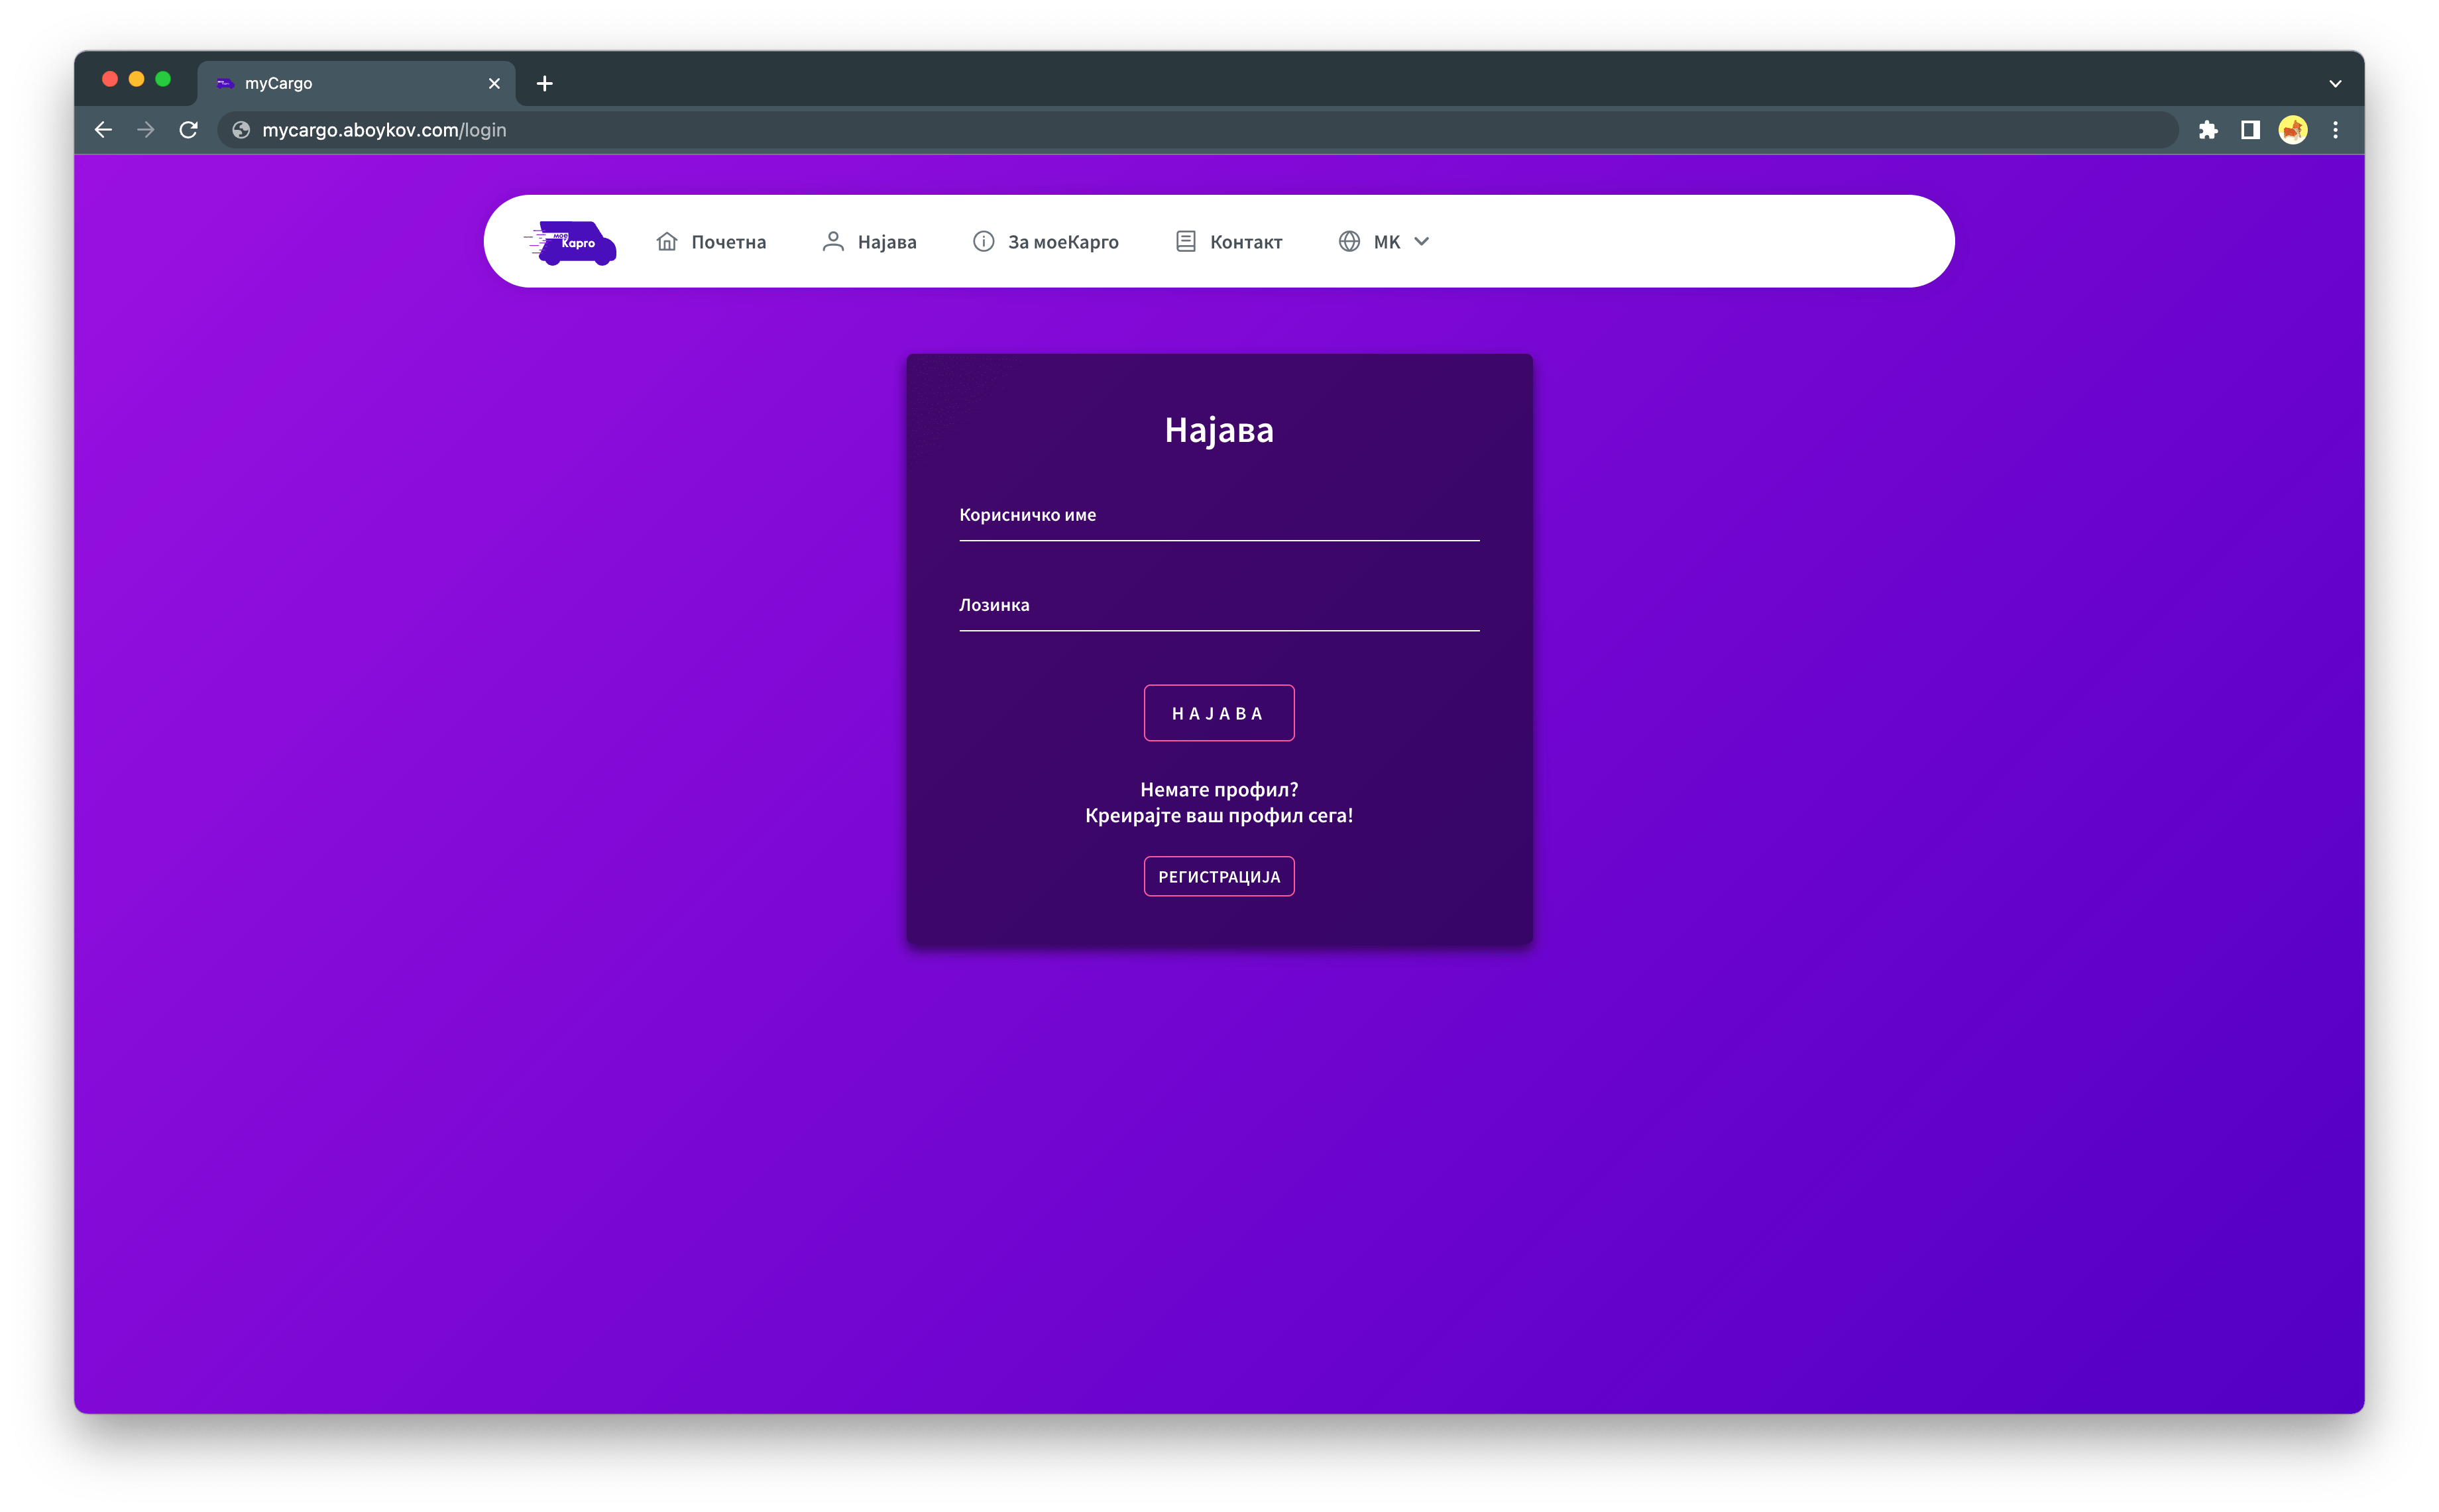 myCargo
mycargo.aboykov.com/login
мое
Карго
Почетна
Најава
За моеКарго
Контакт
МК
Најава
Корисничко име
Лозинка
НАЈАВА
Немате профил?
Креирајте ваш профил сега!
РЕГИСТРАЦИЈА